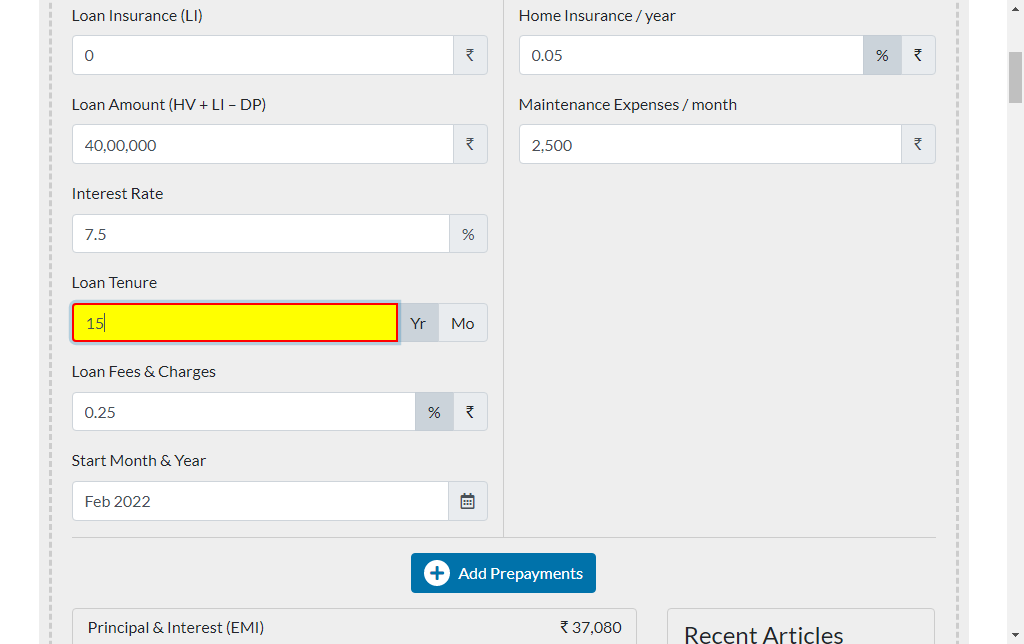 Loan Insurance (LI)
0 ₹
Loan Amount (HV + LI – DP)
40,00,000 ₹
Interest Rate
7.5 %
Loan Tenure
15 Yr Mo
Loan Fees & Charges
0.25 % ₹
Start Month & Year
Feb 2022
Home Insurance / year
0.05 % ₹
Maintenance Expenses / month
2,500 ₹
Add Prepayments
Principal & Interest (EMI) ₹ 37,080
Recent Articles